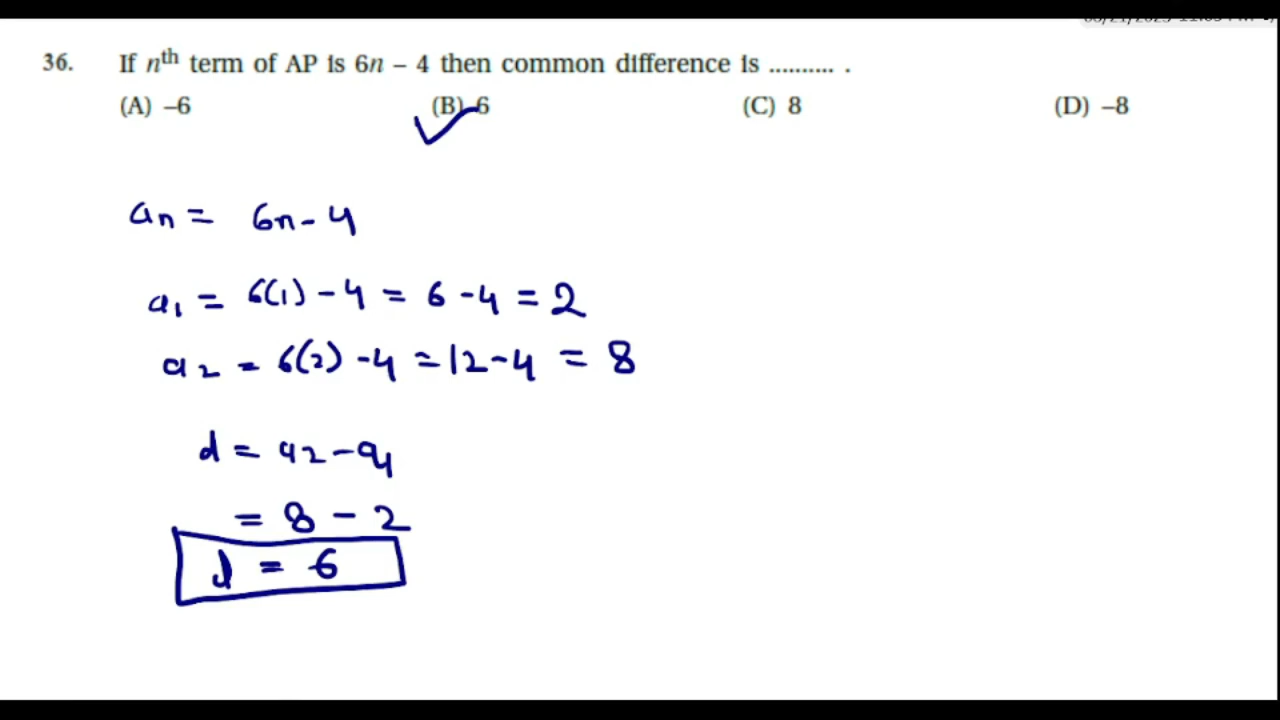 36. If nth term of AP is 6n – 4 then common difference is .......... .
(A) –6 (B) 6 (C) 8 (D) –8
an = 6n - 4
a1 = 6(1) - 4 = 6 - 4 = 2
a2 = 6(2) - 4 = 12 - 4 = 8
d = a2 - a1
= 8 - 2
d = 6